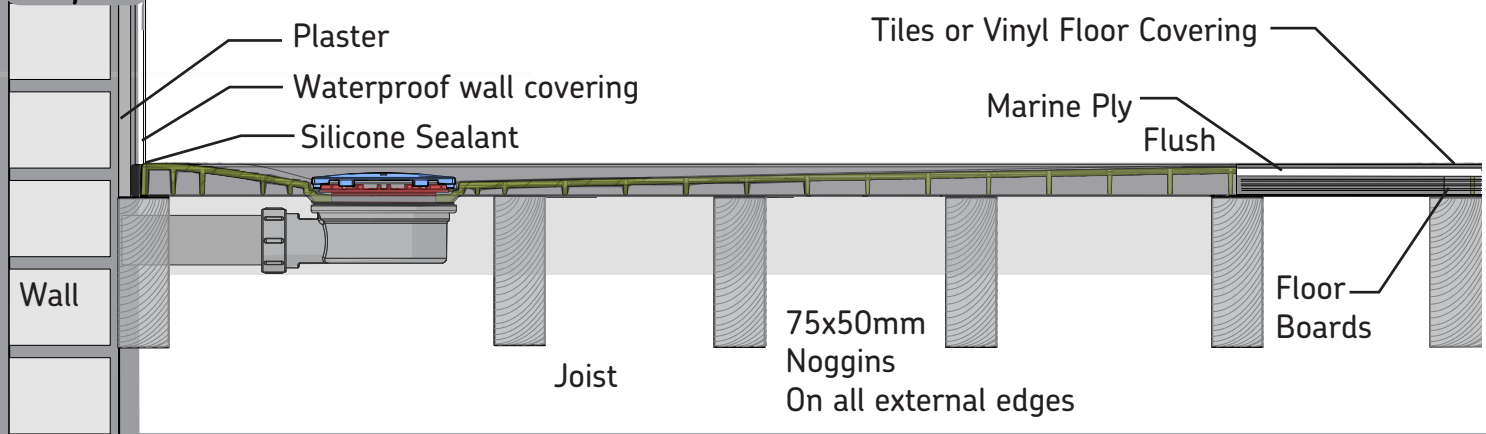 Plaster
Tiles or Vinyl Floor Covering
Waterproof wall covering
Marine Ply
Silicone Sealant
Flush
Wall
Floor
Boards
75x50mm
Noggins
On all external edges
Joist